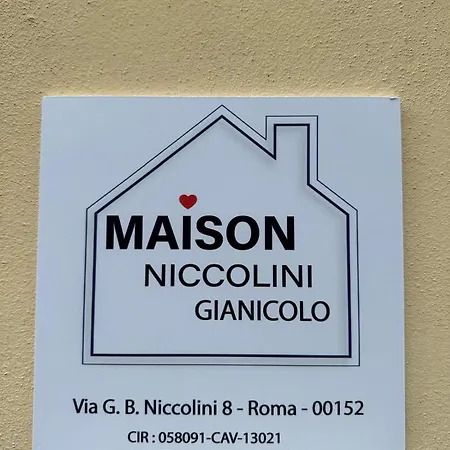 MAISON
NICCOLINI
GIANICOLO
Via G. B. Niccolini 8 - Roma - 00152
CIR : 058091-CAV-13021